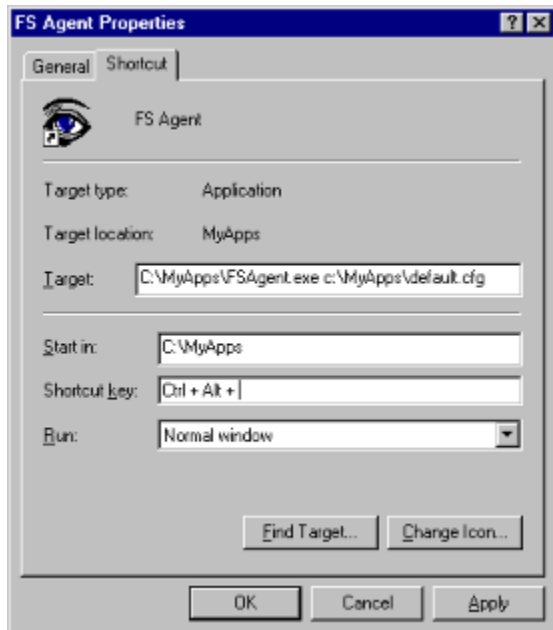 FS Agent Properties
General Shortcut
FS Agent
Target type: Application
Target location: MyApps
Target: C:\MyApps\FSAgent.exe c:\MyApps\default.cfg
Start in: C:\MyApps
Shortcut key: Ctrl + Alt +
Run: Normal window
Find Target... Change Icon...
OK Cancel Apply